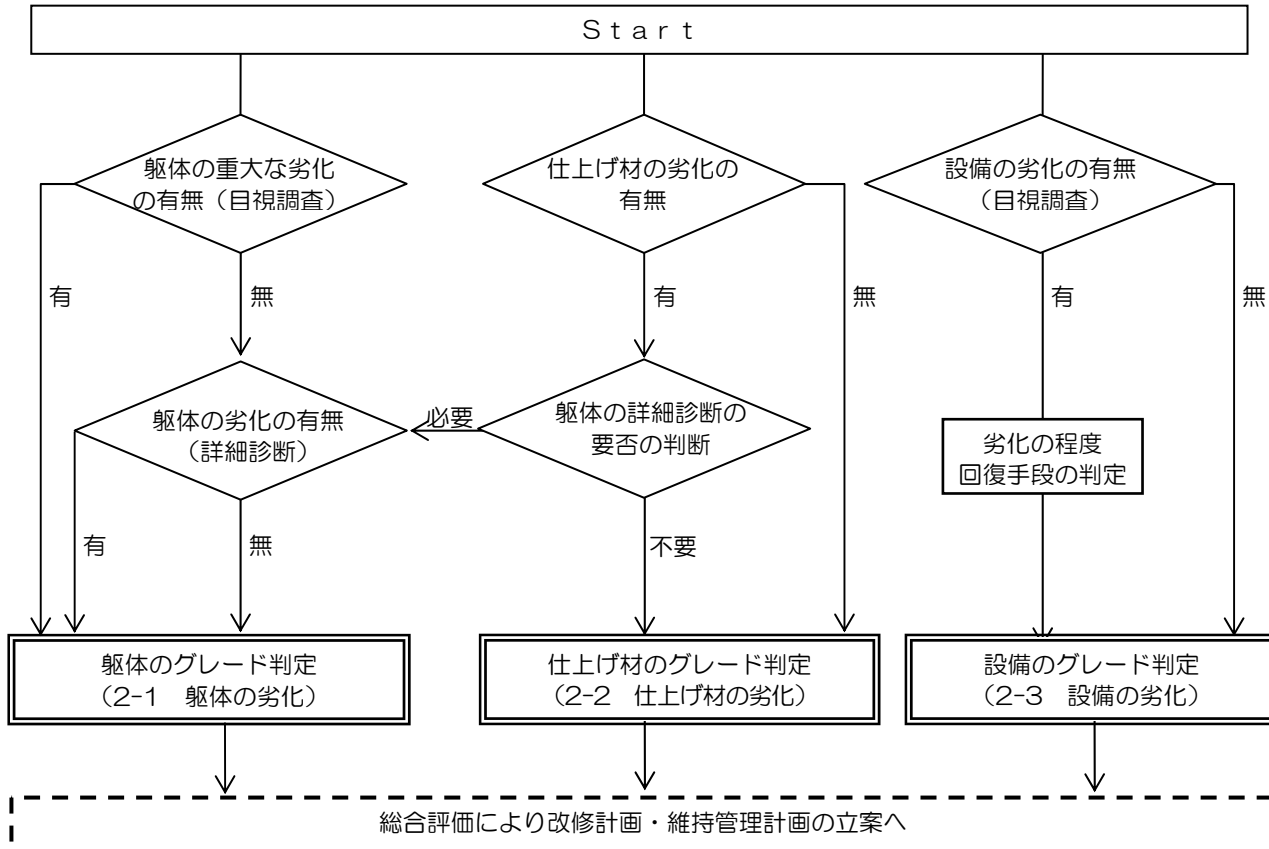 Ｓｔａｒｔ
躯体の重大な劣化
の有無（目視調査）
仕上げ材の劣化の
有無
設備の劣化の有無
（目視調査）
有
無
有
無
有
無
躯体の劣化の有無
（詳細診断）
必要
躯体の詳細診断の
要否の判断
劣化の程度
回復手段の判定
有
無
不要
躯体のグレード判定
（2-1　躯体の劣化）
仕上げ材のグレード判定
（2-2　仕上げ材の劣化）
設備のグレード判定
（2-3　設備の劣化）
総合評価により改修計画・維持管理計画の立案へ